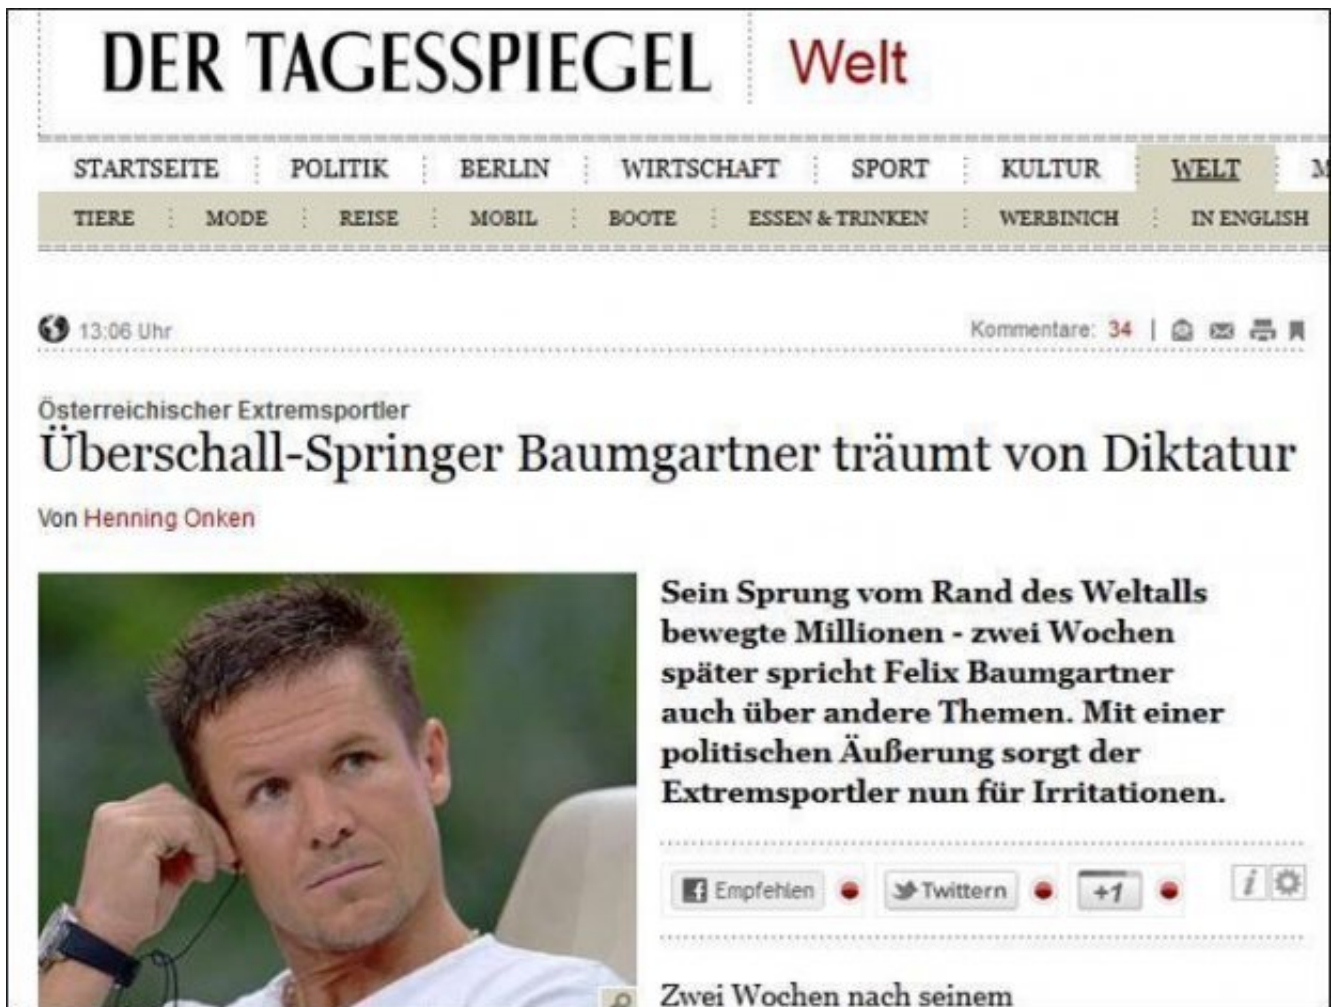 DER TAGESSPIEGEL Welt
STARTSEITE POLITIK BERLIN WIRTSCHAFT SPORT KULTUR WELT M
TIERE MODE REISE MOBIL BOOTE ESSEN & TRINKEN WERBINICH IN ENGLISH
13:06 Uhr Kommentare: 34
Österreichischer Extremsportler
Überschall-Springer Baumgartner träumt von Diktatur
Von Henning Onken
Sein Sprung vom Rand des Weltalls
bewegte Millionen - zwei Wochen
später spricht Felix Baumgartner
auch über andere Themen. Mit einer
politischen Äußerung sorgt der
Extremsportler nun für Irritationen.
Empfehlen Twittern +1 i
Zwei Wochen nach seinem